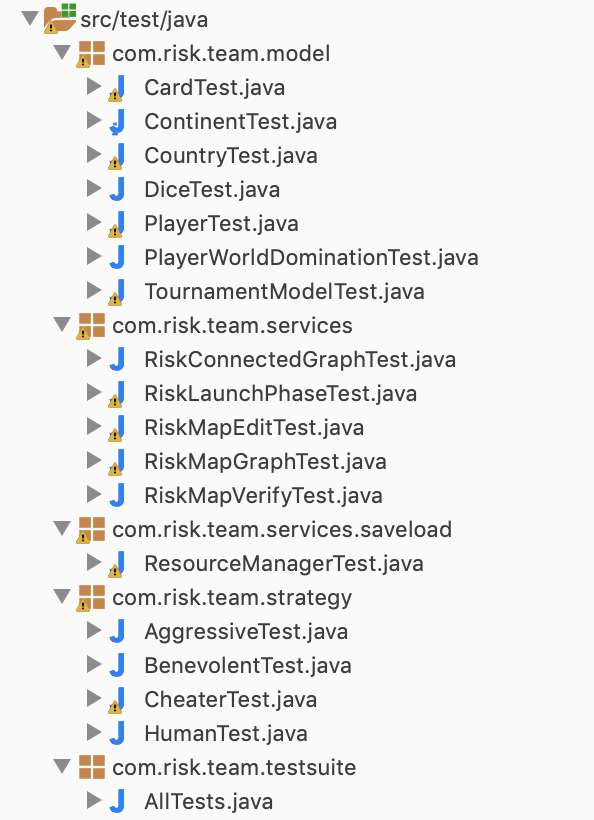 src/test/java
com.risk.team.model
CardTest.java
ContinentTest.java
CountryTest.java
DiceTest.java
PlayerTest.java
PlayerWorldDominationTest.java
TournamentModelTest.java
com.risk.team.services
RiskConnectedGraphTest.java
RiskLaunchPhaseTest.java
RiskMapEditTest.java
RiskMapGraphTest.java
RiskMapVerifyTest.java
com.risk.team.services.saveload
ResourceManagerTest.java
com.risk.team.strategy
AggressiveTest.java
BenevolentTest.java
CheaterTest.java
HumanTest.java
com.risk.team.testsuite
AllTests.java